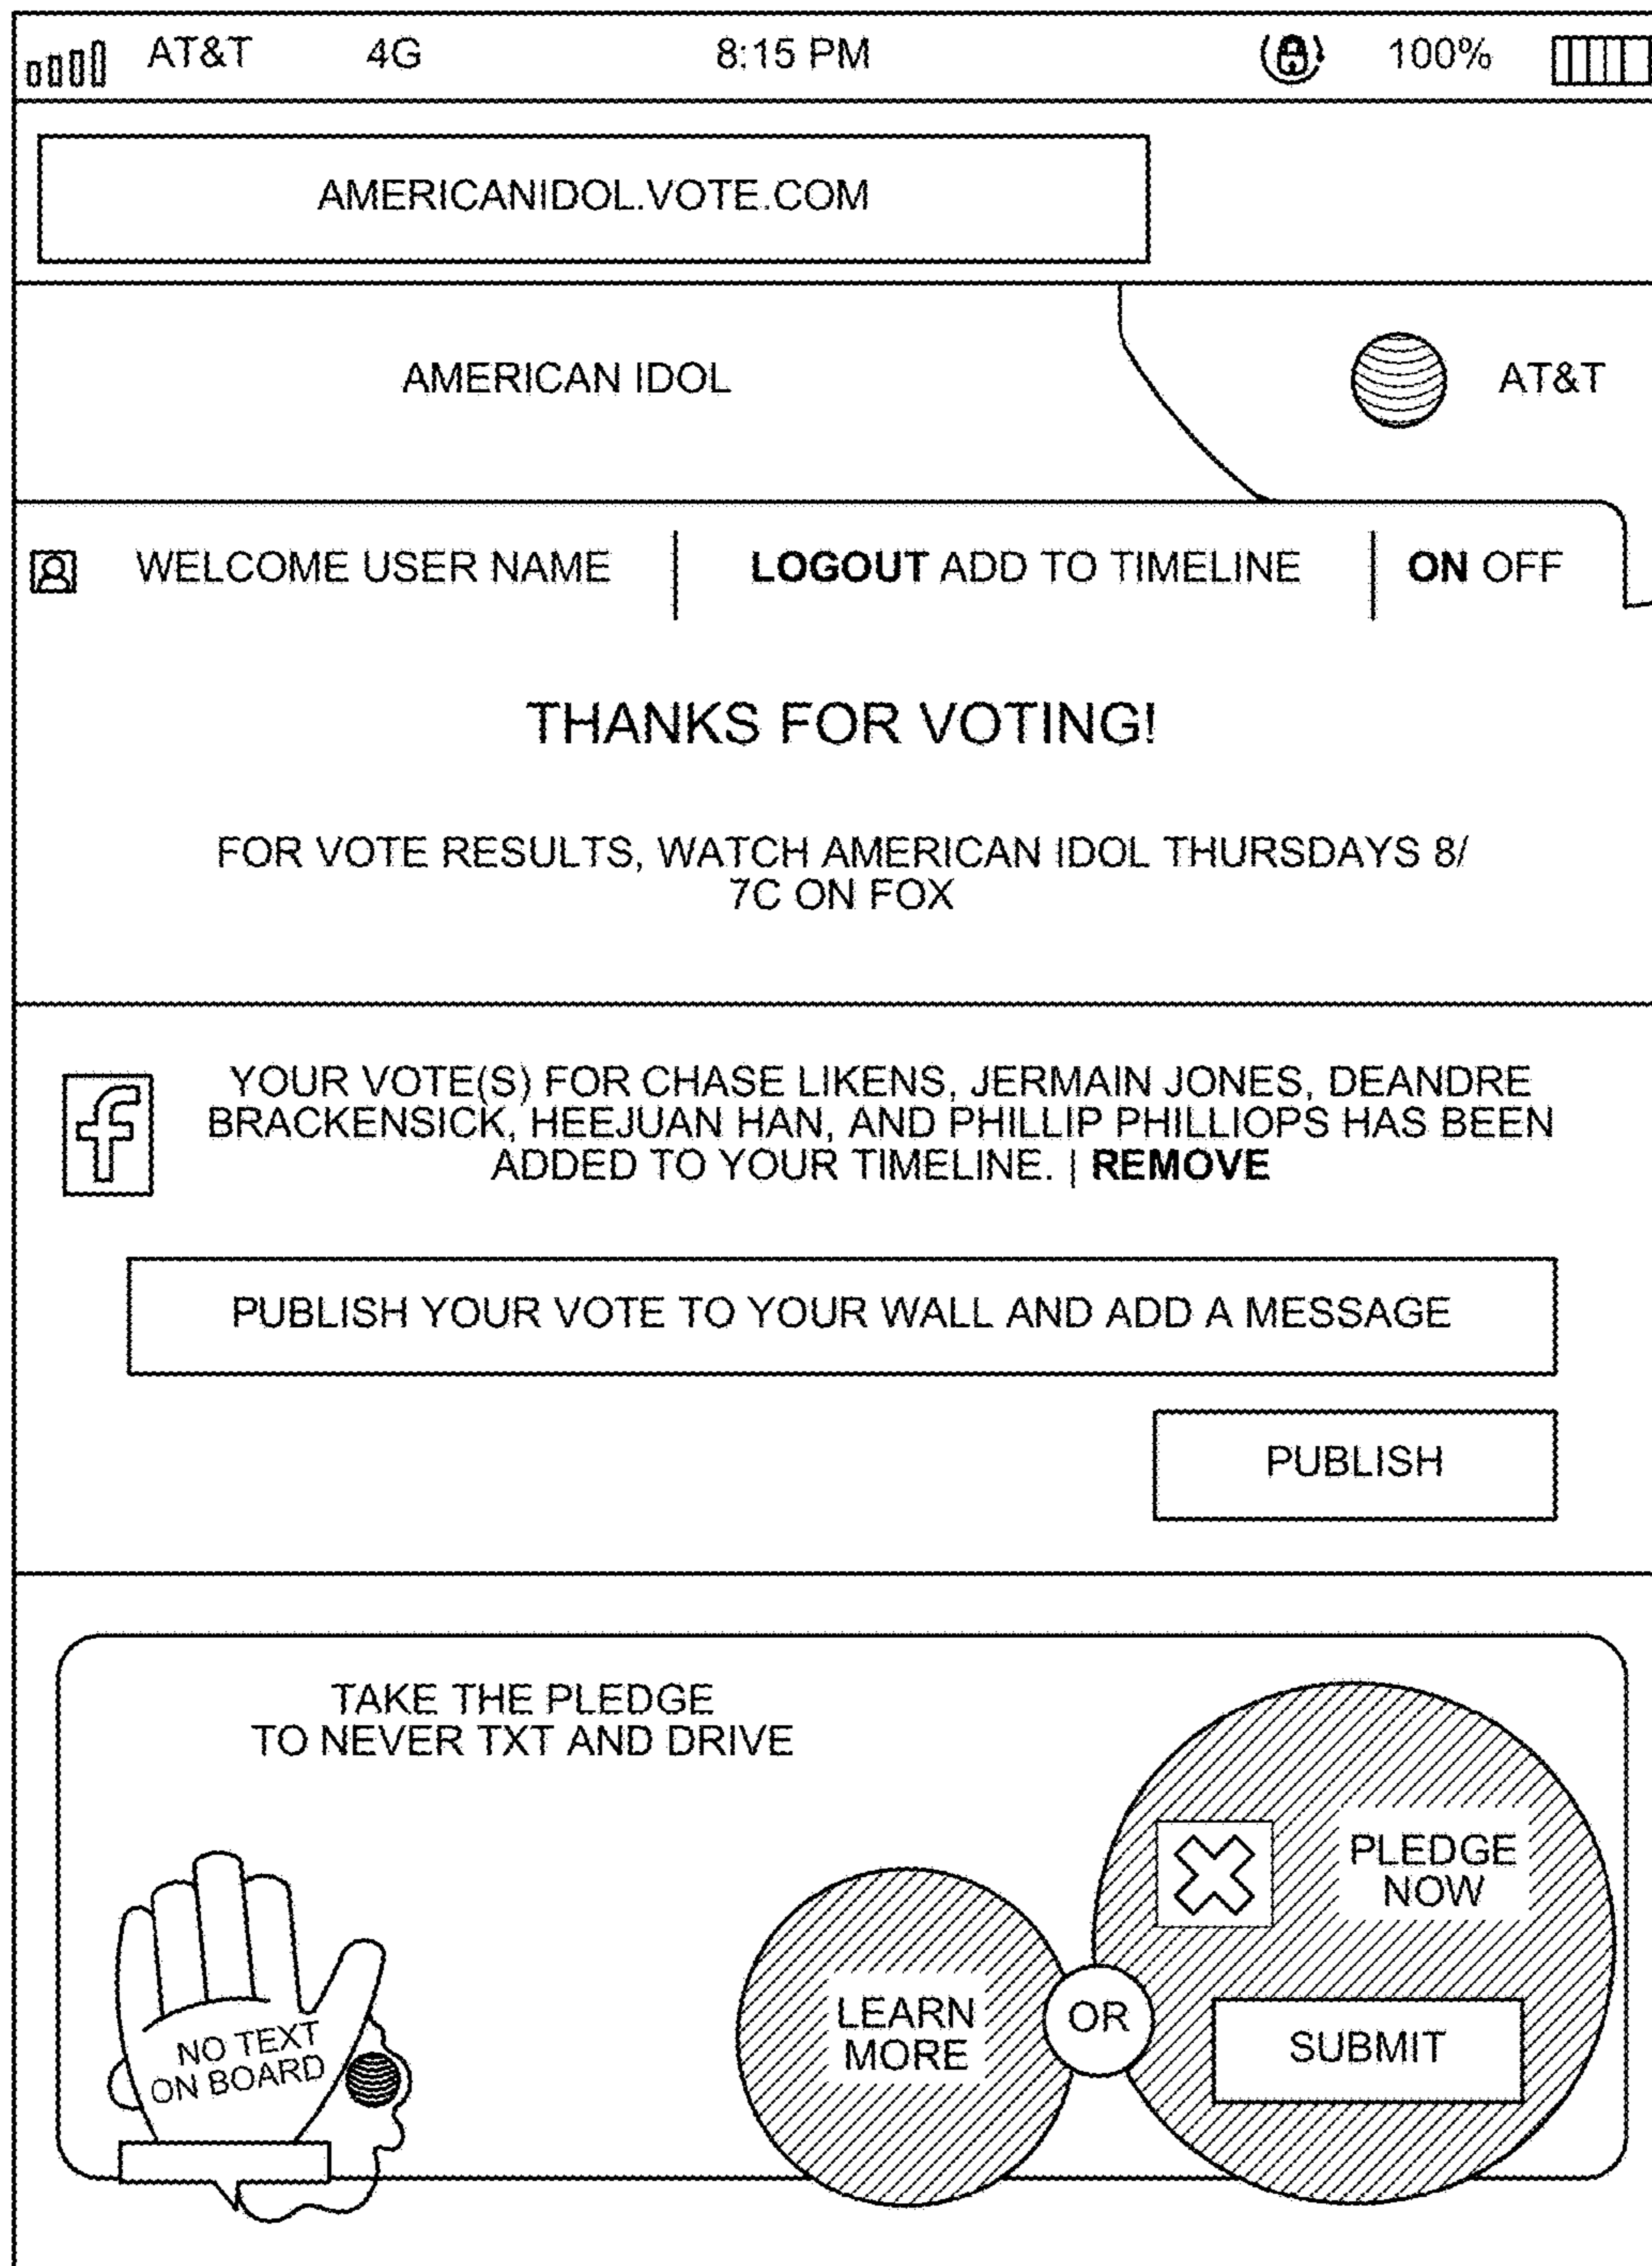 AT&T 4G 8:15 PM 100%
AMERICANIDOL.VOTE.COM
AMERICAN IDOL
AT&T
WELCOME USER NAME | LOGOUT ADD TO TIMELINE | ON OFF
THANKS FOR VOTING!
FOR VOTE RESULTS, WATCH AMERICAN IDOL THURSDAYS 8/
7C ON FOX
f
YOUR VOTE(S) FOR CHASE LIKENS, JERMAIN JONES, DEANDRE
BRACKENSICK, HEEJUAN HAN, AND PHILLIP PHILLIOPS HAS BEEN
ADDED TO YOUR TIMELINE. | REMOVE
PUBLISH YOUR VOTE TO YOUR WALL AND ADD A MESSAGE
PUBLISH
TAKE THE PLEDGE
TO NEVER TXT AND DRIVE
NO TEXT
ON BOARD
LEARN
MORE
OR
PLEDGE
NOW
SUBMIT